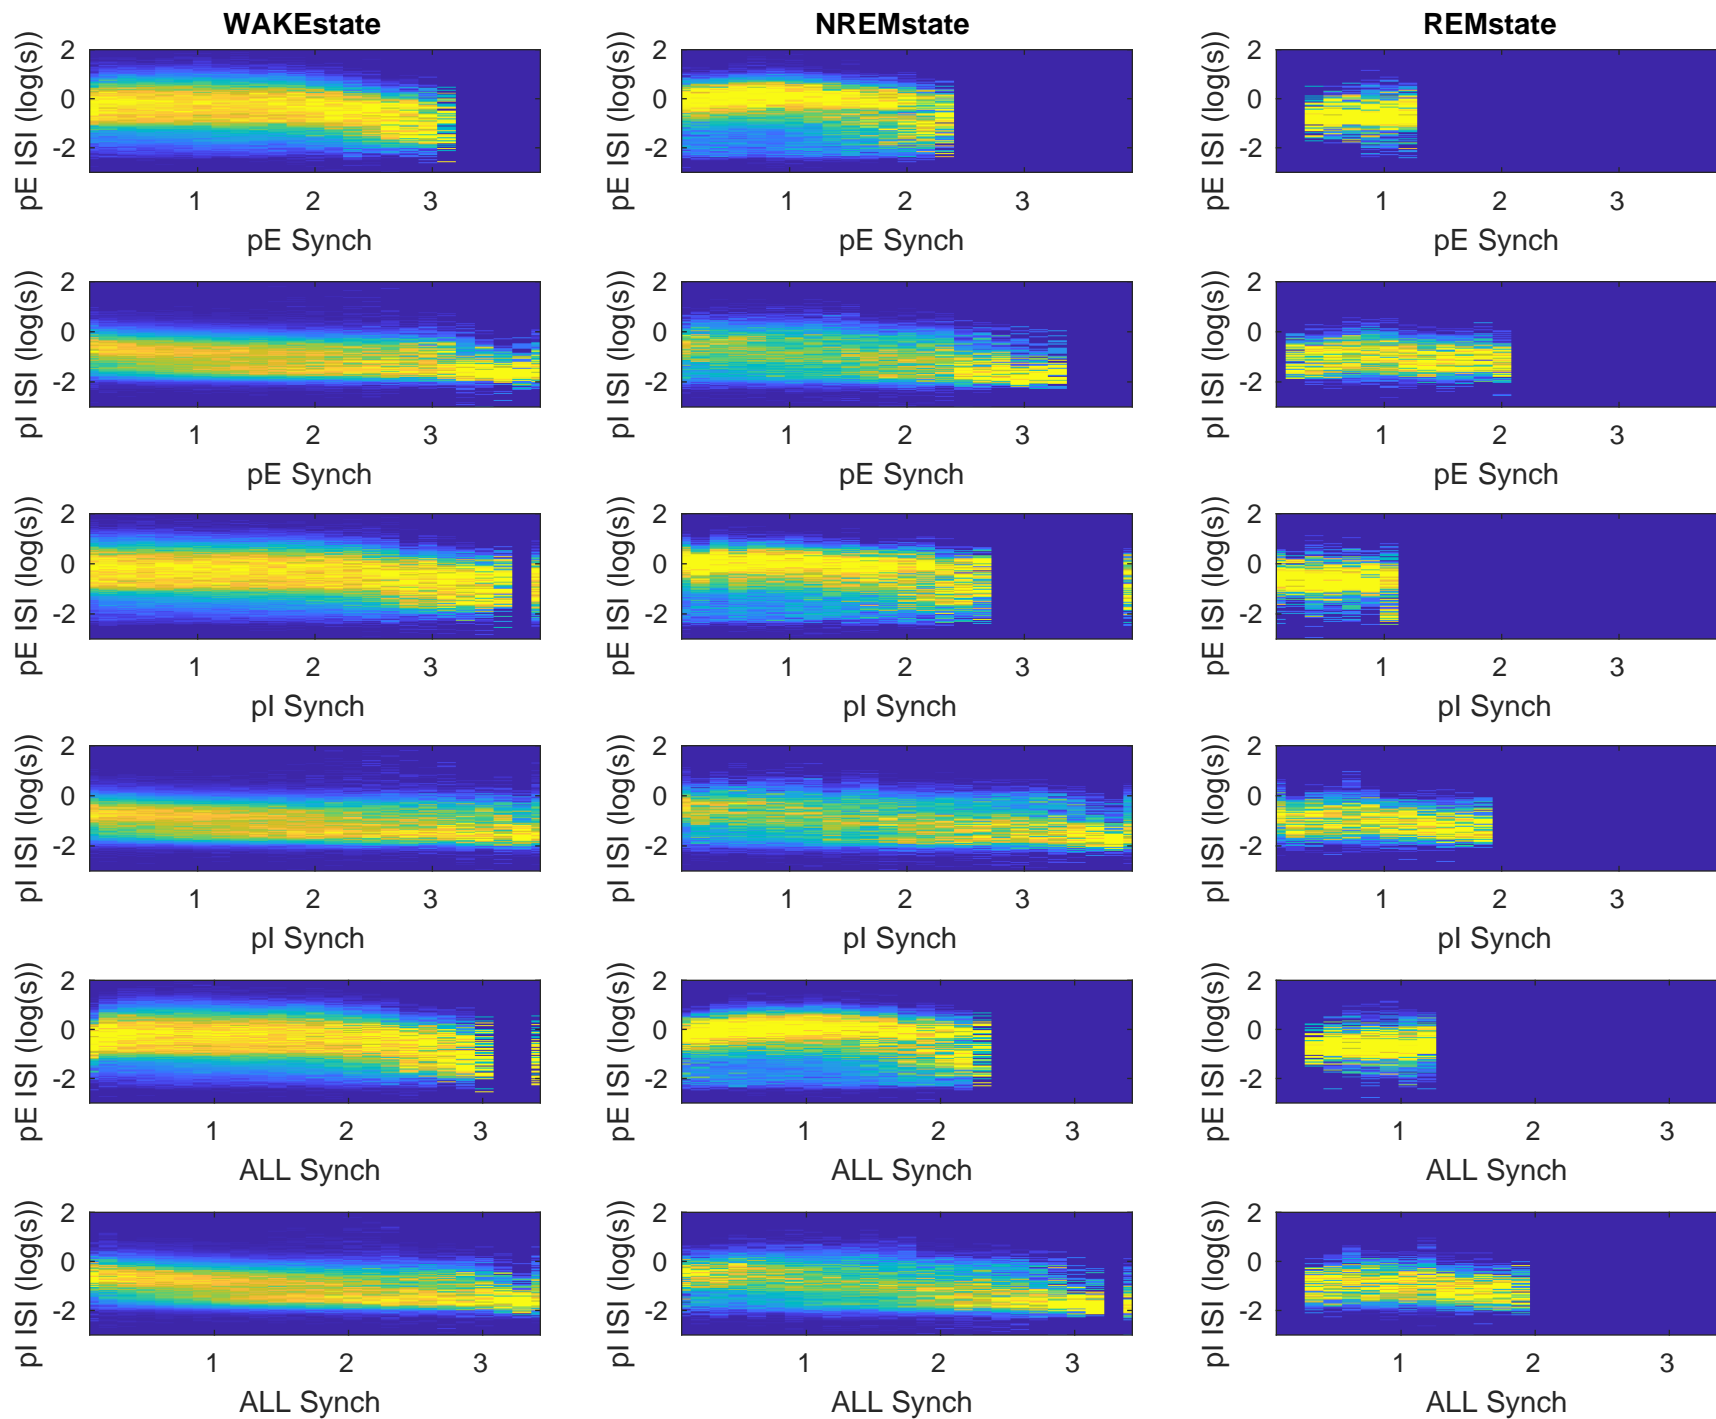 WAKEstate NREMstate REMstate
pE ISI (log(s)) 2 0 -2 pE ISI (log(s)) 2 0 -2 pE ISI (log(s)) 2 0 -2
1 2 3 1 2 3 1 2 3
pE Synch pE Synch pE Synch
pI ISI (log(s)) 2 0 -2 pI ISI (log(s)) 2 0 -2 pI ISI (log(s)) 2 0 -2
1 2 3 1 2 3 1 2 3
pE Synch pE Synch pE Synch
pE ISI (log(s)) 2 0 -2 pE ISI (log(s)) 2 0 -2 pE ISI (log(s)) 2 0 -2
1 2 3 1 2 3 1 2 3
pI Synch pI Synch pI Synch
pI ISI (log(s)) 2 0 -2 pI ISI (log(s)) 2 0 -2 pI ISI (log(s)) 2 0 -2
1 2 3 1 2 3 1 2 3
pI Synch pI Synch pI Synch
pE ISI (log(s)) 2 0 -2 pE ISI (log(s)) 2 0 -2 pE ISI (log(s)) 2 0 -2
1 2 3 1 2 3 1 2 3
ALL Synch ALL Synch ALL Synch
pI ISI (log(s)) 2 0 -2 pI ISI (log(s)) 2 0 -2 pI ISI (log(s)) 2 0 -2
1 2 3 1 2 3 1 2 3
ALL Synch ALL Synch ALL Synch